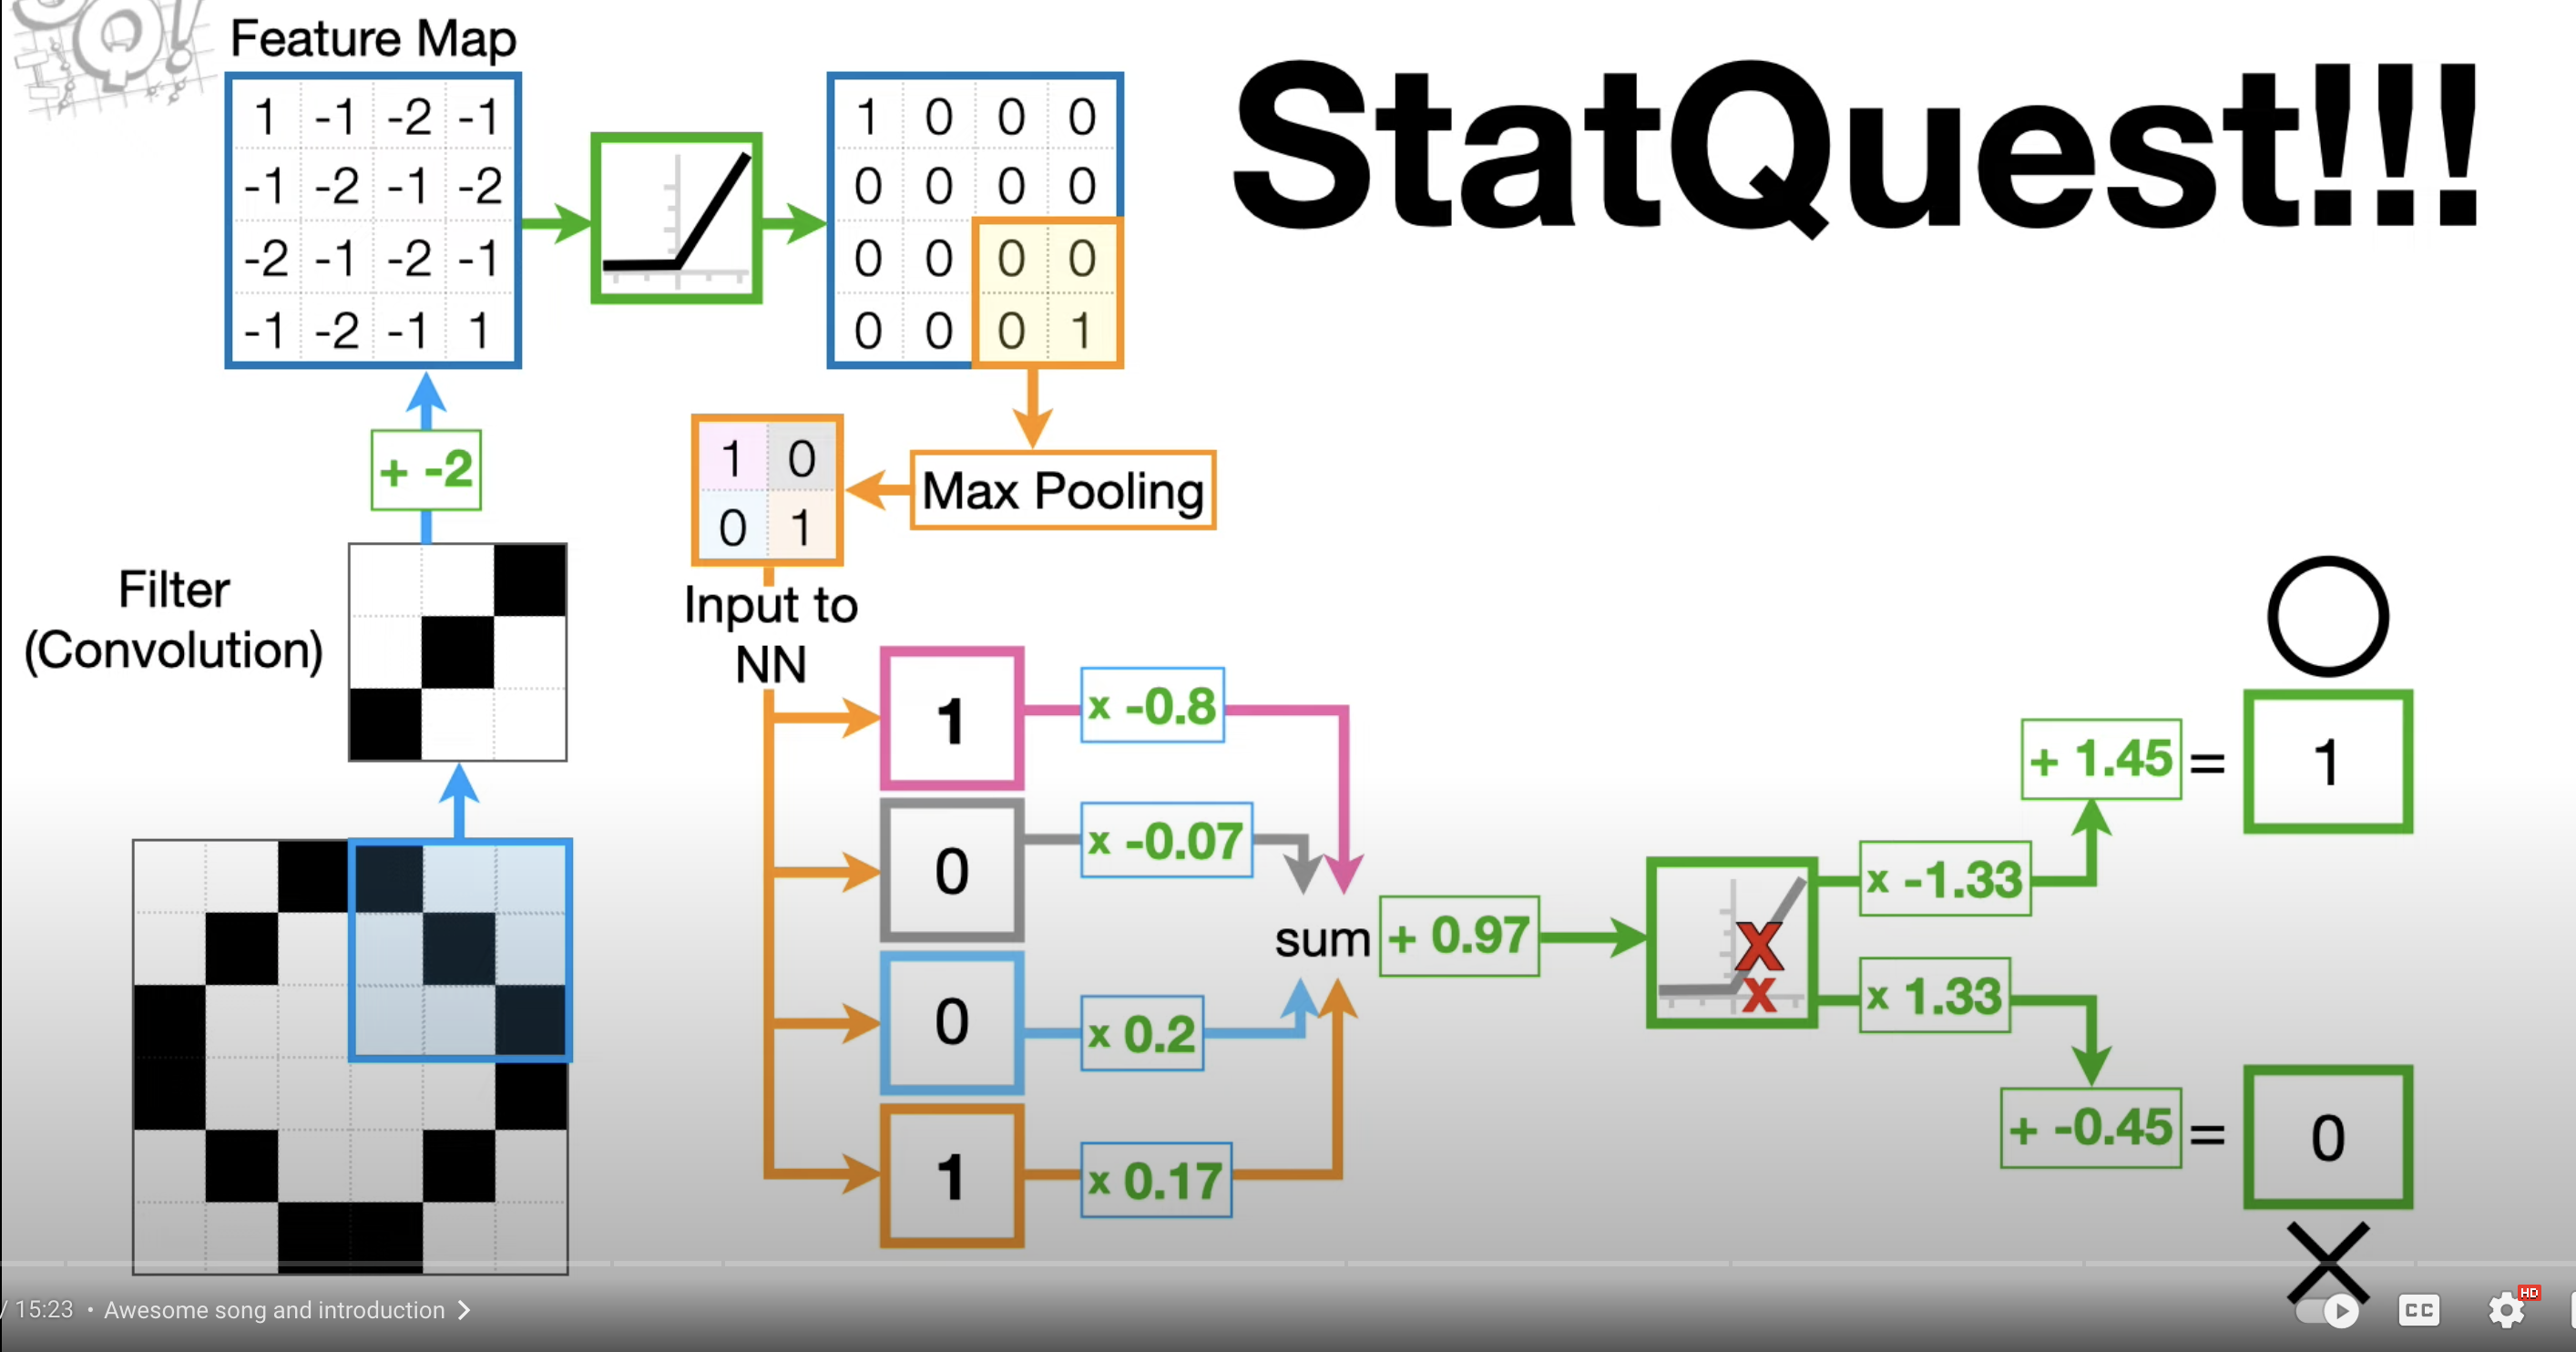 SQ!
Feature Map
StatQuest!!!
1 -1 -2 -1
-1 -2 -1 -2
-2 -1 -2 -1
-1 -2 -1 1
1 0 0 0
0 0 0 0
0 0 0 0
0 0 0 1
+ -2
1 0
0 1
Max Pooling
Filter
(Convolution)
Input to
NN
1
x -0.8
0
x -0.07
0
x 0.2
1
x 0.17
sum
+ 0.97
x -1.33
+ 1.45
=
1
x 1.33
+ -0.45
=
0
/ 15:23 • Awesome song and introduction
CC
HD